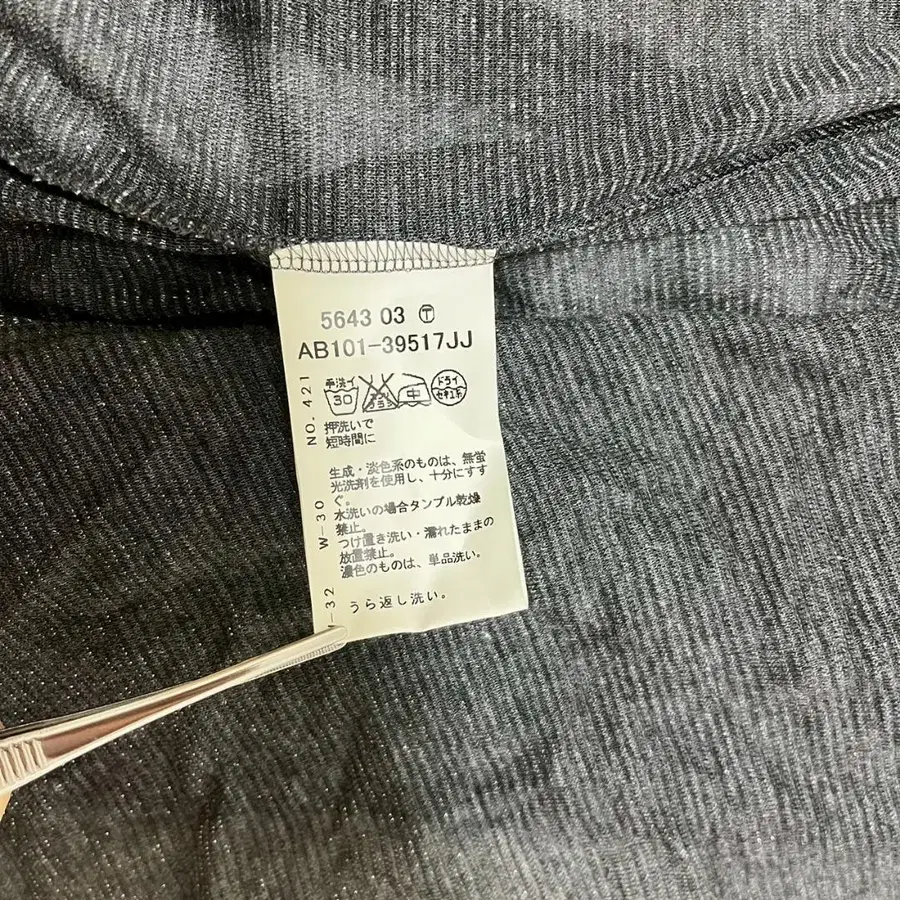 5643 03 Ⓣ
AB101-39517JJ
手洗イ
30
中
ドライ
セキユ系
押洗いで
短時間に
生成・淡色系のものは、無蛍
光洗剤を使用し、十分にすす
ぐ。
水洗いの場合タンブル乾燥
禁止。
つけ置き洗い・濡れたままの
放置禁止。
濃色のものは、単品洗い。
うら返し洗い。
NO. 421
W-30
-32